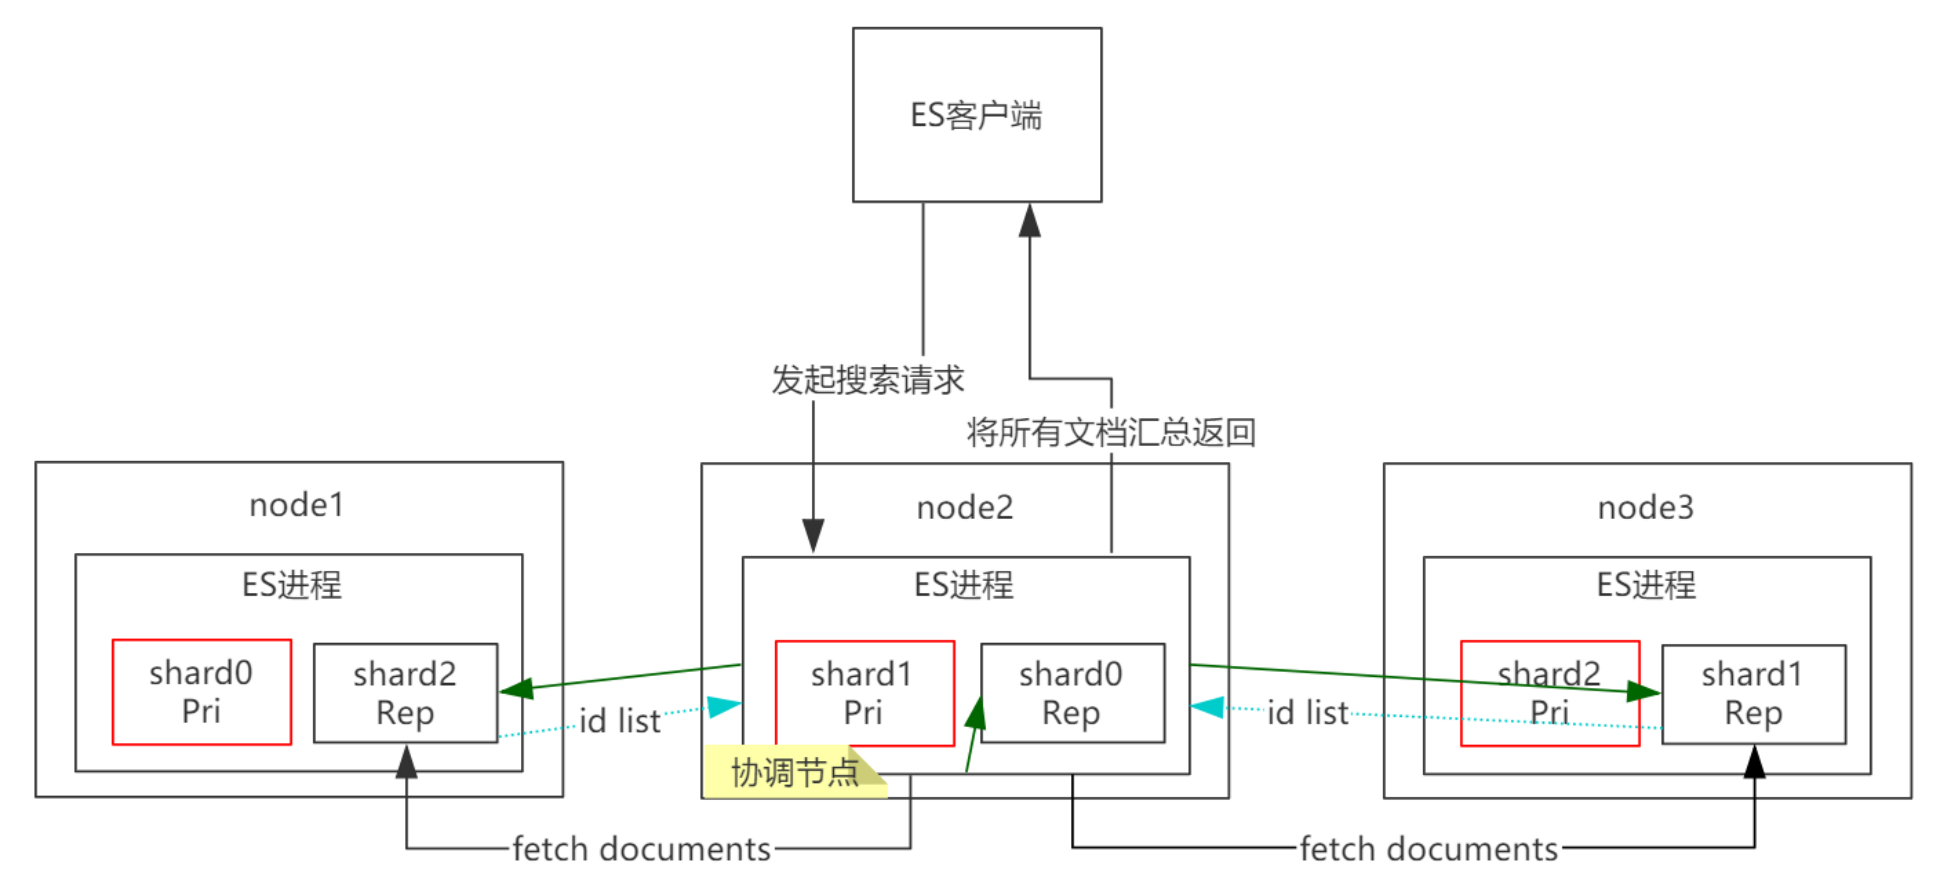 ES客户端
发起搜索请求
将所有文档汇总返回
node1
node2
node3
ES进程
ES进程
ES进程
shard0
Pri
shard2
Rep
shard1
Pri
shard0
Rep
shard2
Pri
shard1
Rep
id list
id list
协调节点
fetch documents
fetch documents